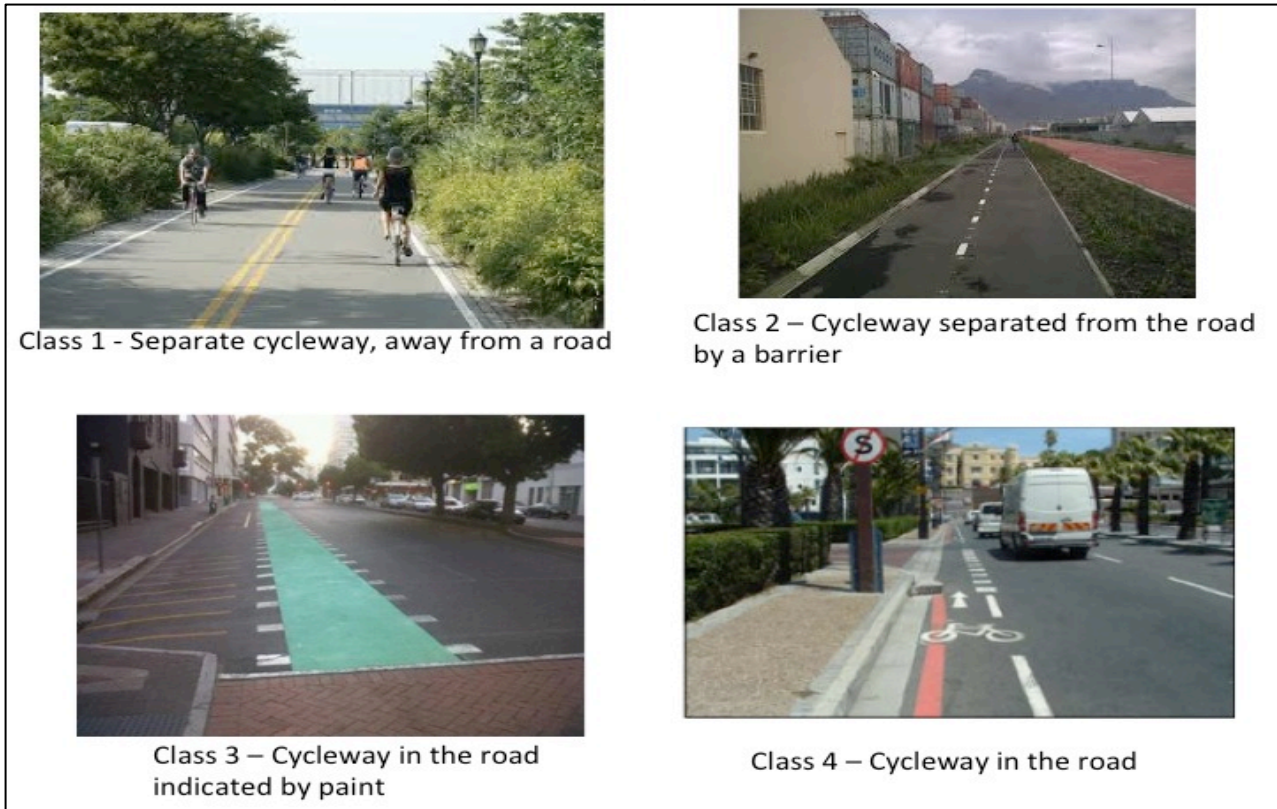 Class 1 - Separate cycleway, away from a road
Class 2 – Cycleway separated from the road
by a barrier
Class 3 – Cycleway in the road
indicated by paint
Class 4 – Cycleway in the road
S